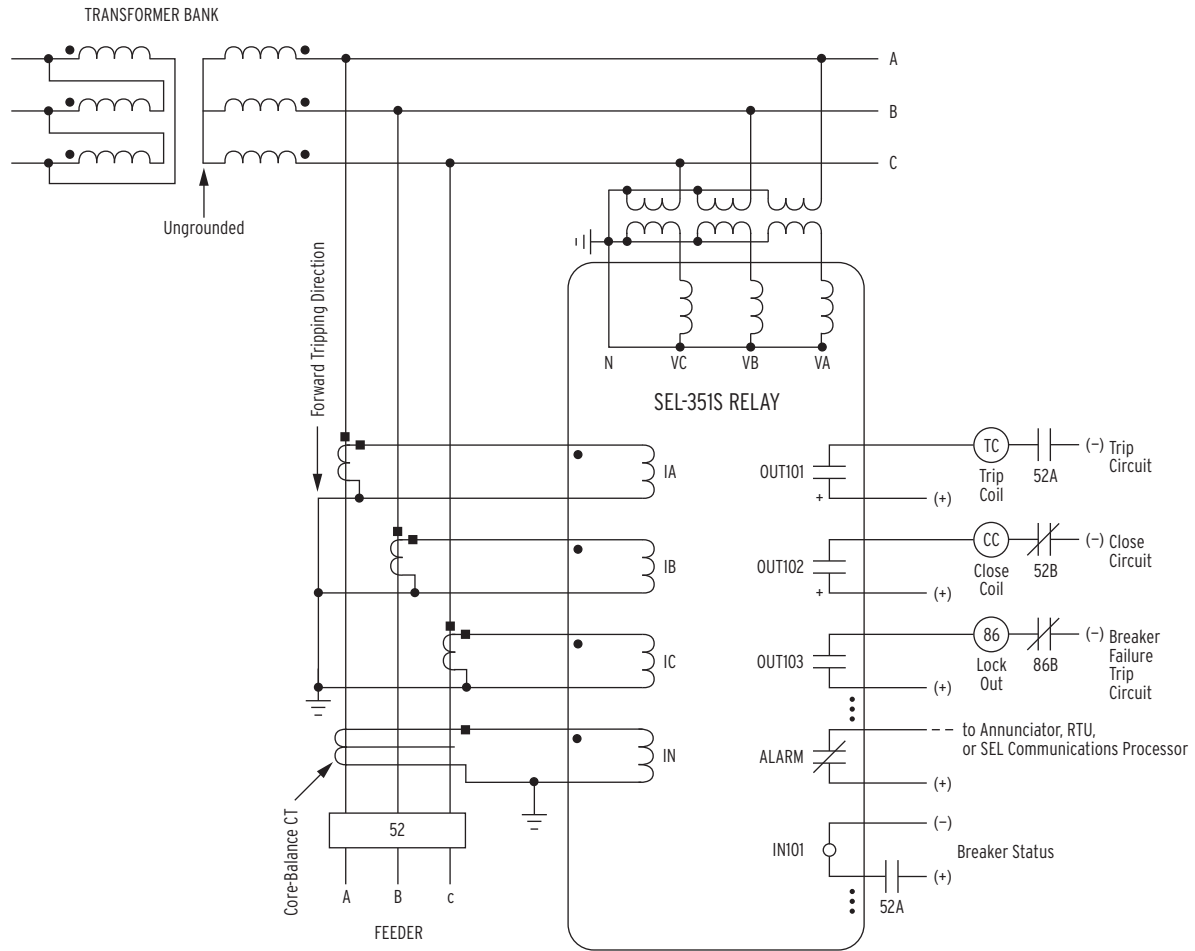 TRANSFORMER BANK
A
B
C
Ungrounded
Forward Tripping Direction
N
VC
VB
VA
SEL-351S RELAY
IA
OUT101
+
TC
Trip
Coil
52A
(–) Trip
Circuit
(+)
IB
OUT102
+
CC
Close
Coil
52B
(–) Close
Circuit
(+)
IC
OUT103
86
Lock
Out
86B
(–) Breaker
Failure
Trip
Circuit
(+)
IN
ALARM
to Annunciator, RTU,
or SEL Communications Processor
(+)
Core-Balance CT
52
IN101
(–)
Breaker Status
(+)
52A
A
B
c
FEEDER